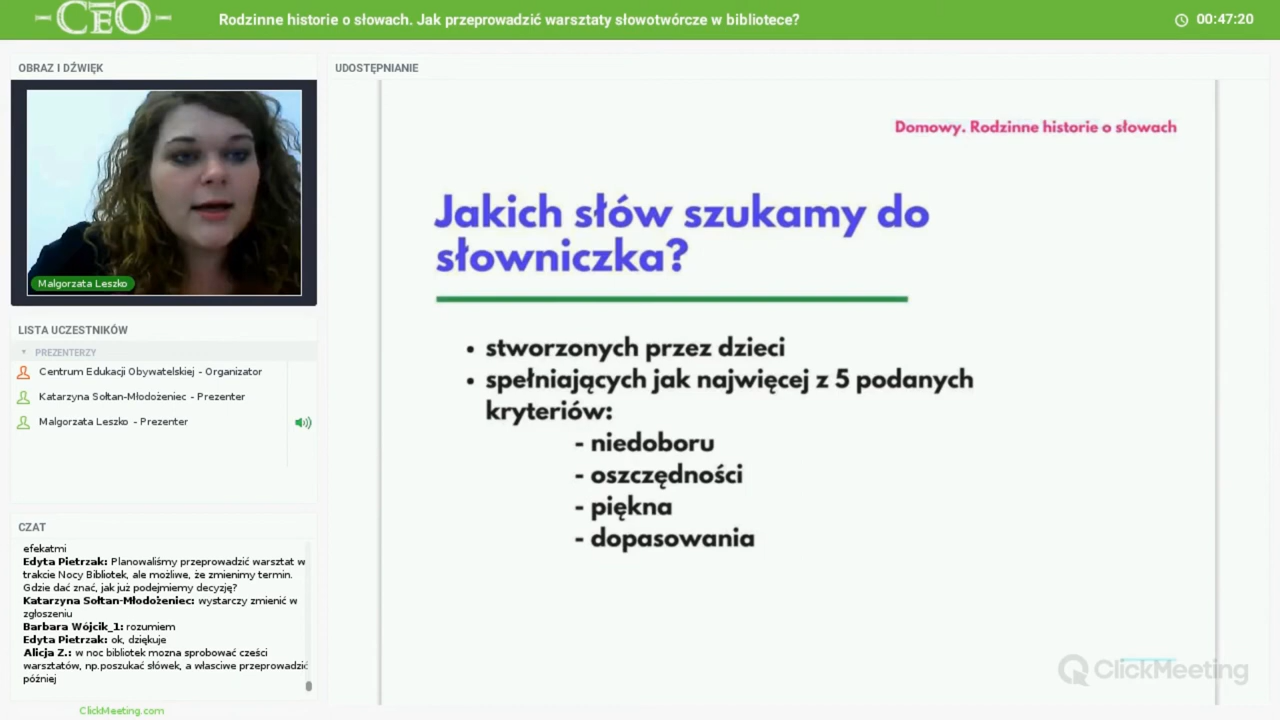 CEO
Rodzinne historie o słowach. Jak przeprowadzić warsztaty słowotwórcze w bibliotece?
00:47:20
OBRAZ I DŹWIĘK
Malgorzata Leszko
LISTA UCZESTNIKÓW
PREZENTERZY
Centrum Edukacji Obywatelskiej - Organizator
Katarzyna Sołtan-Młodożeniec - Prezenter
Malgorzata Leszko - Prezenter
CZAT
efekatmi
Edyta Pietrzak: Planowaliśmy przeprowadzić warsztat w
trakcie Nocy Bibliotek, ale możliwe, że zmienimy termin.
Gdzie dać znać, jak już podejmiemy decyzję?
Katarzyna Sołtan-Młodożeniec: wystarczy zmienić w
zgłoszeniu
Barbara Wójcik_1: rozumiem
Edyta Pietrzak: ok, dziękuje
Alicja Z.: w noc bibliotek mozna sprobować cześci
warsztatów, np.poszukać słówek, a własciwe przeprowadzić
później
ClickMeeting.com
UDOSTĘPNIANIE
Domowy. Rodzinne historie o słowach
Jakich słów szukamy do
słowniczka?
• stworzonych przez dzieci
• spełniających jak najwięcej z 5 podanych
kryteriów:
- niedoboru
- oszczędności
- piękna
- dopasowania
ClickMeeting